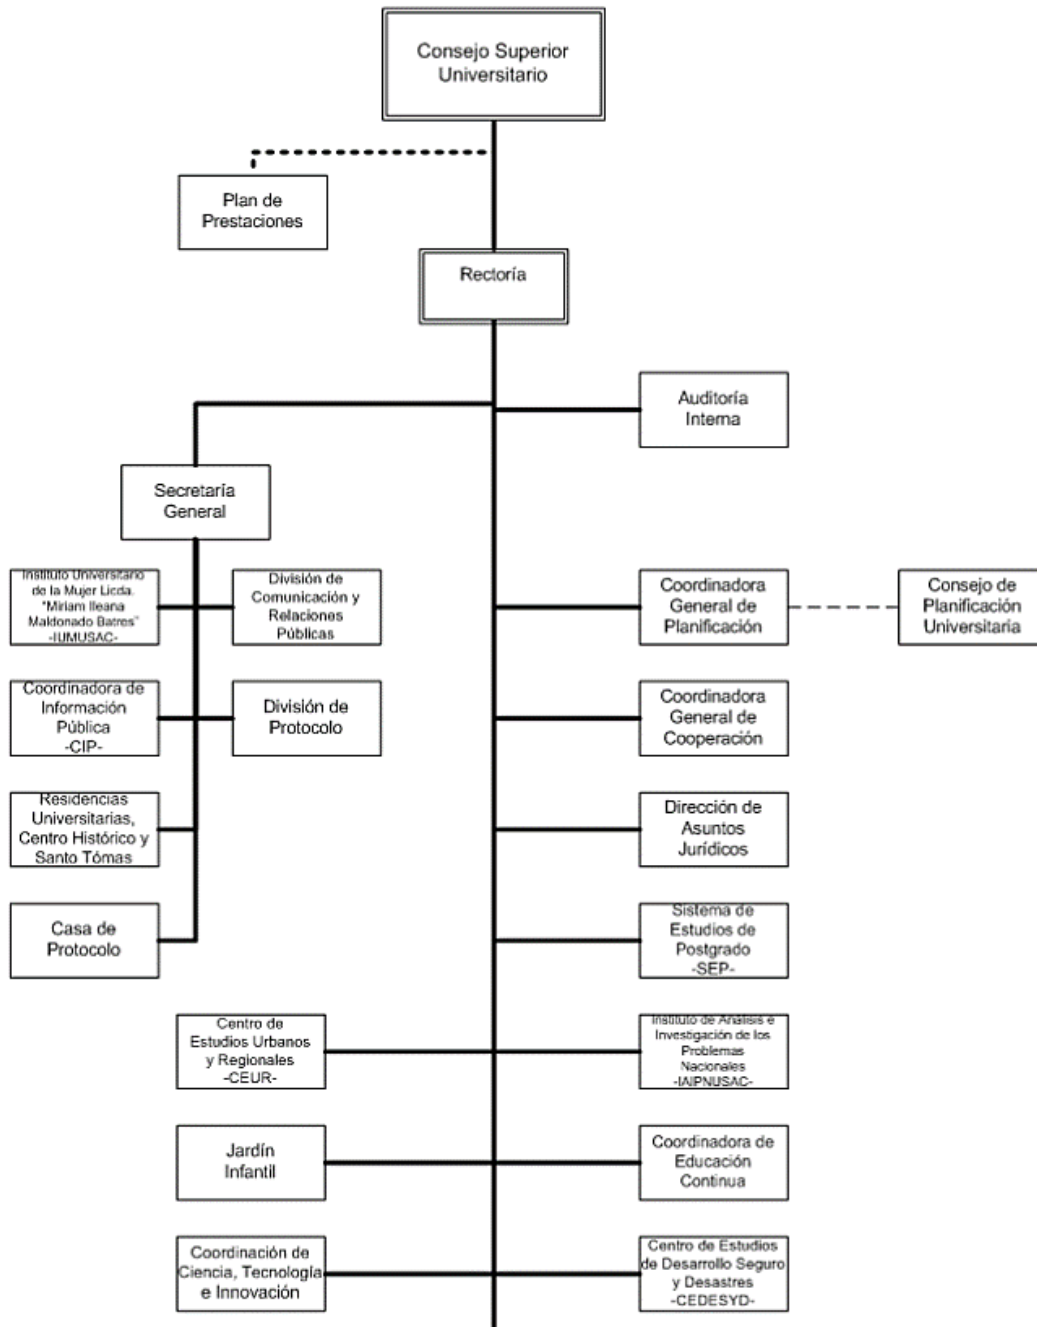 Consejo Superior
Universitario
Plan de
Prestaciones
Rectoría
Auditoría
Interna
Secretaría
General
Instituto Universitario
de la Mujer Licda.
"Miriam Ileana
Maldonado Batres"
-IUMUSAC-
División de
Comunicación y
Relaciones
Públicas
Coordinadora
General de
Planificación
Consejo de
Planificación
Universitaria
Coordinadora de
Información
Pública
-CIP-
División de
Protocolo
Coordinadora
General de
Cooperación
Residencias
Universitarias,
Centro Histórico y
Santo Tómas
Dirección de
Asuntos
Jurídicos
Casa de
Protocolo
Sistema de
Estudios de
Postgrado
-SEP-
Centro de
Estudios Urbanos
y Regionales
-CEUR-
Instituto de Análisis e
Investigación de los
Problemas
Nacionales
-IAIPNUSAC-
Jardín
Infantil
Coordinadora de
Educación
Continua
Coordinación de
Ciencia, Tecnología
e Innovación
Centro de Estudios
de Desarrollo Seguro
y Desastres
-CEDESYD-